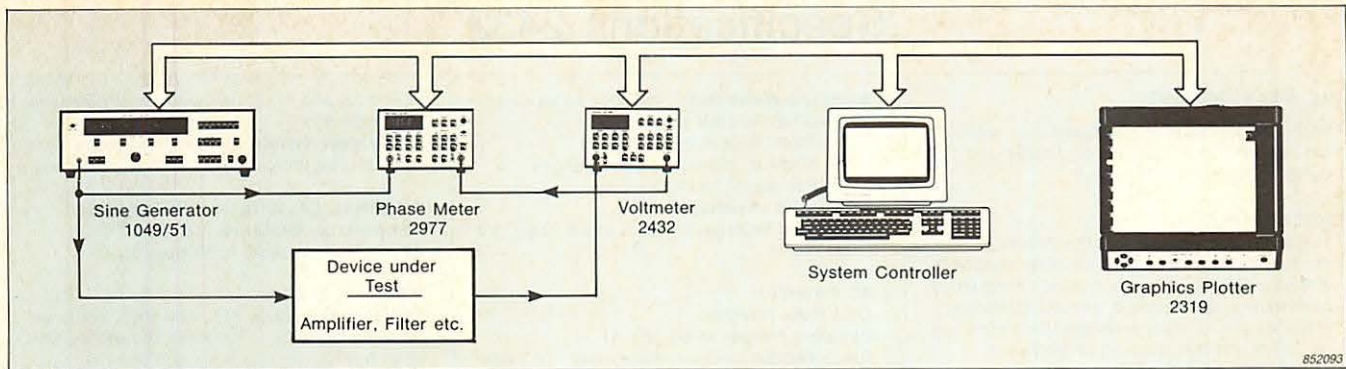 Sine Generator
1049/51
Phase Meter
2977
Voltmeter
2432
System Controller
Graphics Plotter
2319
Device under
Test
Amplifier, Filter etc.
852093